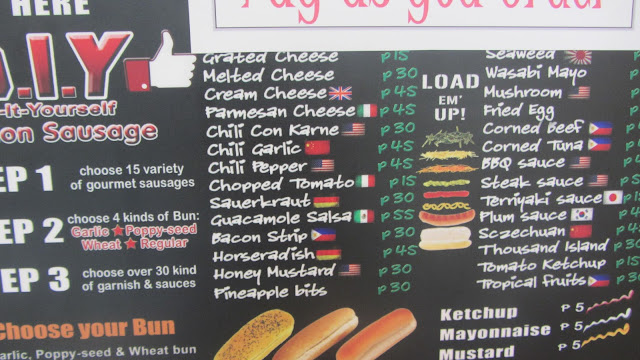 HERE
Pay as you order
D.I.Y
-It-Yourself
on Sausage
EP 1
choose 15 variety
of gourmet sausages
EP 2
choose 4 kinds of Bun:
Garlic ★ Poppy-seed
Wheat ★ Regular
EP 3
choose over 30 kind
of garnish & sauces
Choose your Bun
arlic, Poppy-seed & Wheat bun
Grated Cheese P 15
Melted Cheese P 30
Cream Cheese P 45
Parmesan Cheese P 45
Chili Con Karne P 30
Chili Garlic P 45
Chili Pepper P 45
Chopped Tomato P 15
Sauerkraut P 30
Guacamole Salsa P 55
Bacon Strip P 30
Horseradish P 45
Honey Mustard P 30
Pineapple bits P 30
LOAD
EM'
UP!
Seaweed
Wasabi Mayo
Mushroom
Fried Egg
Corned Beef
Corned Tuna
BBQ sauce
Steak sauce
Terriyaki sauce
Plum sauce
Sczechuan
Thousand Island
Tomato Ketchup
Tropical fruits
Ketchup P 5
Mayonnaise P 5
Mustard P 5